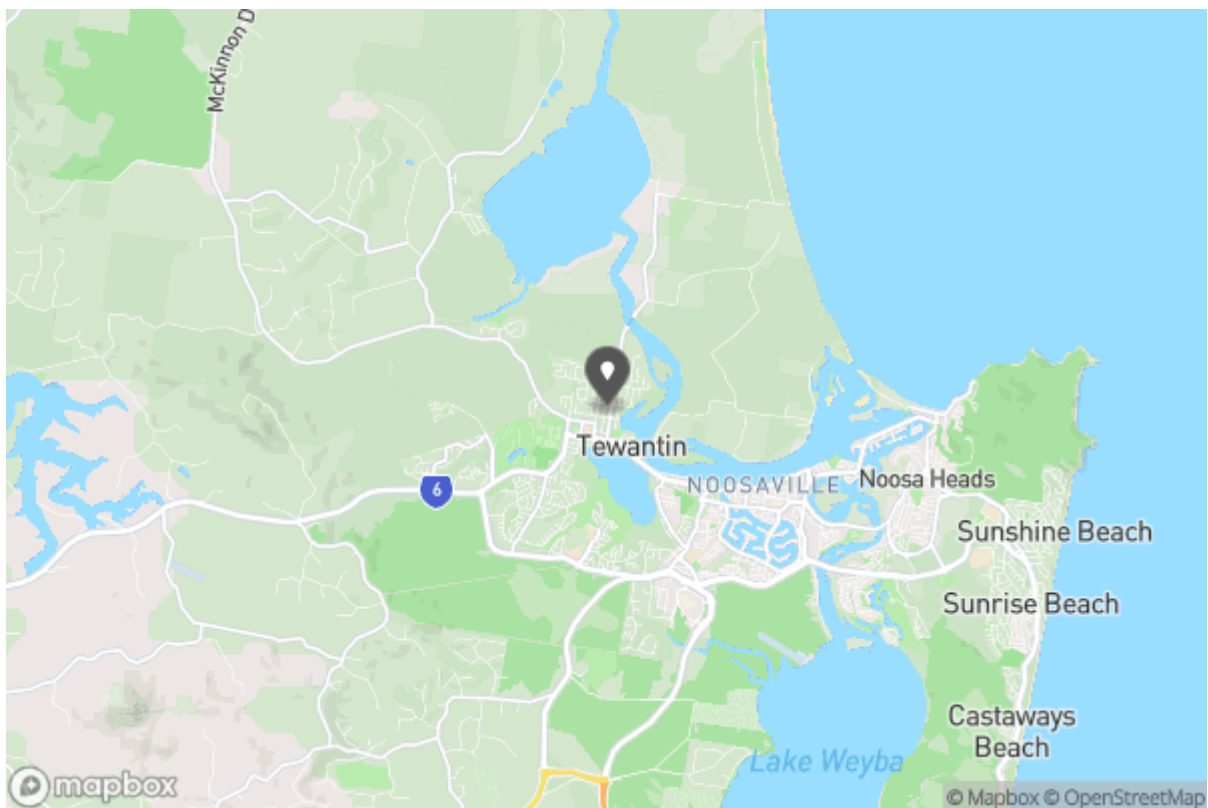 McKinnon D
Tewantin
6
NOOSAVILLE
Noosa Heads
Sunshine Beach
Sunrise Beach
Castaways
Beach
Lake Weyba
mapbox
© Mapbox © OpenStreetMap